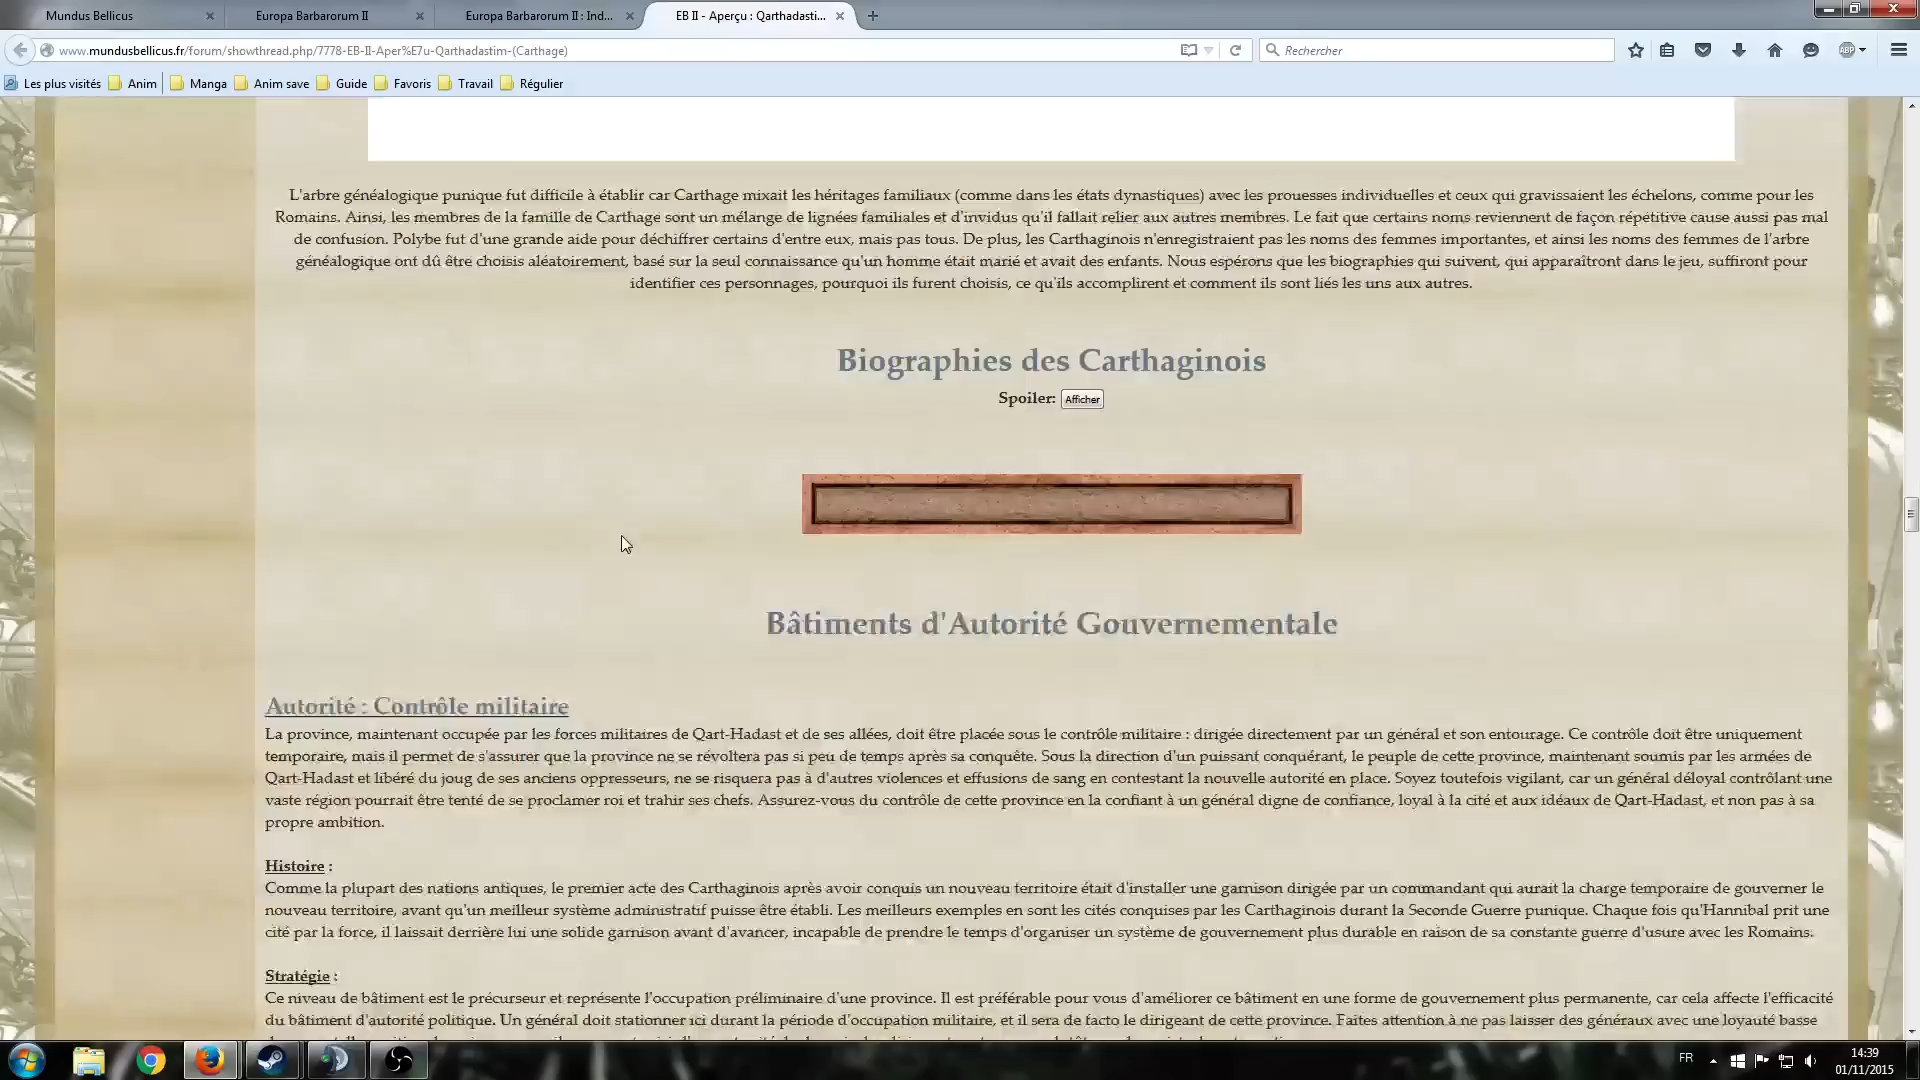 Mundus Bellicus
Europa Barbarorum II
Europa Barbarorum II : Ind...
EB II - Aperçu : Qarthadasti...
www.mundusbellicus.fr/forum/showthread.php/7778-EB-II-Aper%E7u-Qarthadastim-(Carthage)
Rechercher
ABP
Les plus visités
Anim
Manga
Anim save
Guide
Favoris
Travail
Régulier
L'arbre généalogique punique fut difficile à établir car Carthage mixait les héritages familiaux (comme dans les états dynastiques) avec les prouesses individuelles et ceux qui gravissaient les échelons, comme pour les
Romains. Ainsi, les membres de la famille de Carthage sont un mélange de lignées familiales et d'invidus qu'il fallait relier aux autres membres. Le fait que certains noms reviennent de façon répétitive cause aussi pas mal
de confusion. Polybe fut d'une grande aide pour déchiffrer certains d'entre eux, mais pas tous. De plus, les Carthaginois n'enregistraient pas les noms des femmes importantes, et ainsi les noms des femmes de l'arbre
généalogique ont dû être choisis aléatoirement, basé sur la seul connaissance qu'un homme était marié et avait des enfants. Nous espérons que les biographies qui suivent, qui apparaîtront dans le jeu, suffiront pour
identifier ces personnages, pourquoi ils furent choisis, ce qu'ils accomplirent et comment ils sont liés les uns aux autres.
Biographies des Carthaginois
Spoiler: Afficher
Bâtiments d'Autorité Gouvernementale
Autorité : Contrôle militaire
La province, maintenant occupée par les forces militaires de Qart-Hadast et de ses allées, doit être placée sous le contrôle militaire : dirigée directement par un général et son entourage. Ce contrôle doit être uniquement
temporaire, mais il permet de s'assurer que la province ne se révoltera pas si peu de temps après sa conquête. Sous la direction d'un puissant conquérant, le peuple de cette province, maintenant soumis par les armées de
Qart-Hadast et libéré du joug de ses anciens oppresseurs, ne se risquera pas à d'autres violences et effusions de sang en contestant la nouvelle autorité en place. Soyez toutefois vigilant, car un général déloyal contrôlant une
vaste région pourrait être tenté de se proclamer roi et trahir ses chefs. Assurez-vous du contrôle de cette province en la confiant à un général digne de confiance, loyal à la cité et aux idéaux de Qart-Hadast, et non pas à sa
propre ambition.
Histoire :
Comme la plupart des nations antiques, le premier acte des Carthaginois après avoir conquis un nouveau territoire était d'installer une garnison dirigée par un commandant qui aurait la charge temporaire de gouverner le
nouveau territoire, avant qu'un meilleur système administratif puisse être établi. Les meilleurs exemples en sont les cités conquises par les Carthaginois durant la Seconde Guerre punique. Chaque fois qu'Hannibal prit une
cité par la force, il laissait derrière lui une solide garnison avant d'avancer, incapable de prendre le temps d'organiser un système de gouvernement plus durable en raison de sa constante guerre d'usure avec les Romains.
Stratégie :
Ce niveau de bâtiment est le précurseur et représente l'occupation préliminaire d'une province. Il est préférable pour vous d'améliorer ce bâtiment en une forme de gouvernement plus permanente, car cela affecte l'efficacité
du bâtiment d'autorité politique. Un général doit stationner ici durant la période d'occupation militaire, et il sera de facto le dirigeant de cette province. Faites attention à ne pas laisser des généraux avec une loyauté basse
FR
14:39
01/11/2015